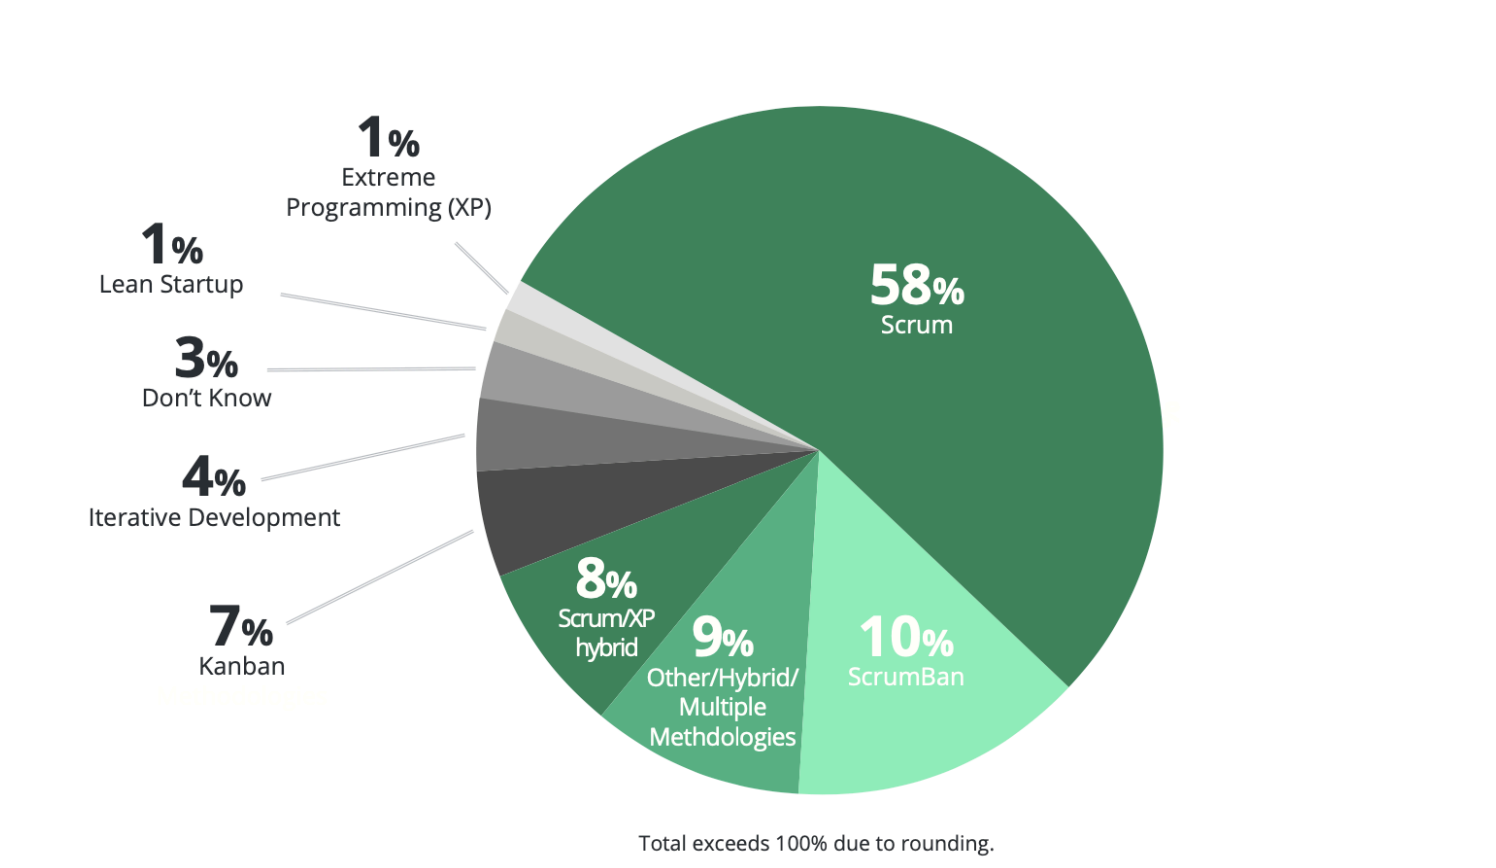 1%
Extreme
Programming (XP)
1%
Lean Startup
3%
Don’t Know
4%
Iterative Development
7%
Kanban
58%
Scrum
8%
Scrum/XP
hybrid
9%
Other/Hybrid/
Multiple
Methdologies
10%
ScrumBan
Total exceeds 100% due to rounding.